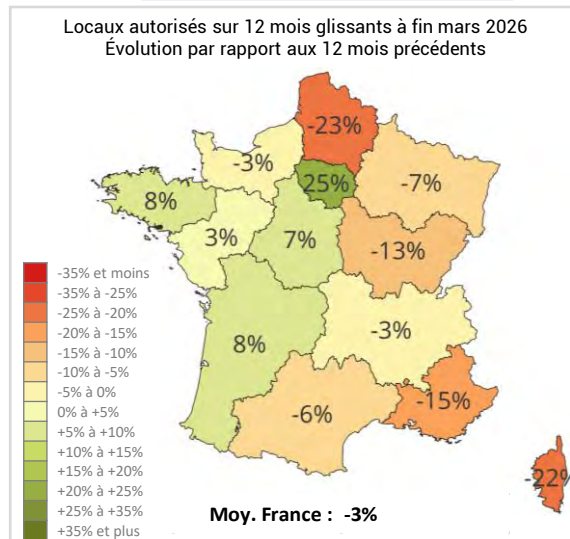 Locaux autorisés sur 12 mois glissants à fin mars 2026
Évolution par rapport aux 12 mois précédents
-23%
-3%
25%
-7%
8%
3%
7%
-13%
8%
-3%
-6%
-15%
-22%
-35% et moins
-35% à -25%
-25% à -20%
-20% à -15%
-15% à -10%
-10% à -5%
-5% à 0%
0% à +5%
+5% à +10%
+10% à +15%
+15% à +20%
+20% à +25%
+25% à +35%
+35% et plus
Moy. France : -3%